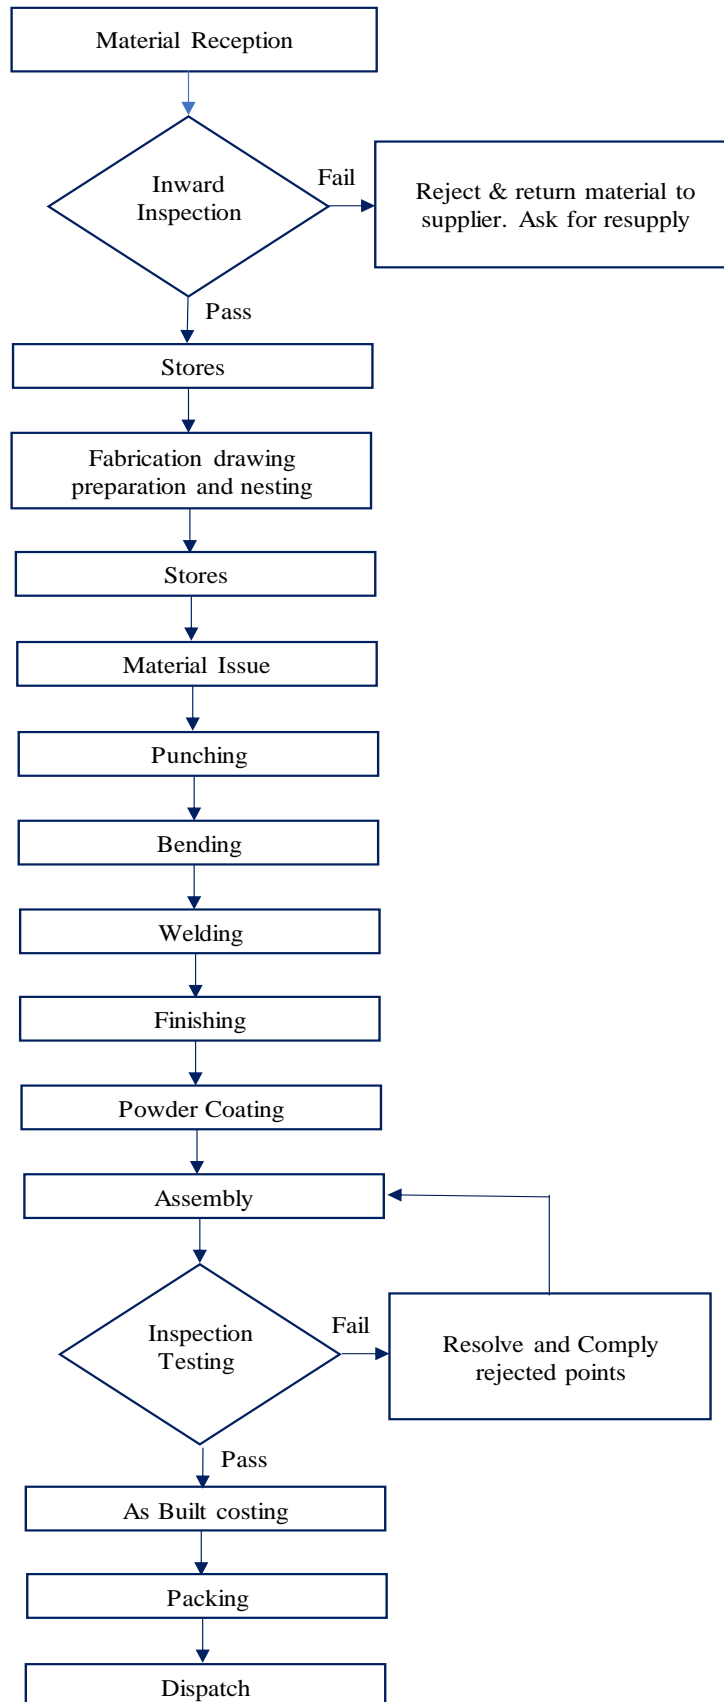 Material Reception
Inward
Inspection
Fail
Reject & return material to
supplier. Ask for resupply
Pass
Stores
Fabrication drawing
preparation and nesting
Stores
Material Issue
Punching
Bending
Welding
Finishing
Powder Coating
Assembly
Inspection
Testing
Fail
Resolve and Comply
rejected points
Pass
As Built costing
Packing
Dispatch